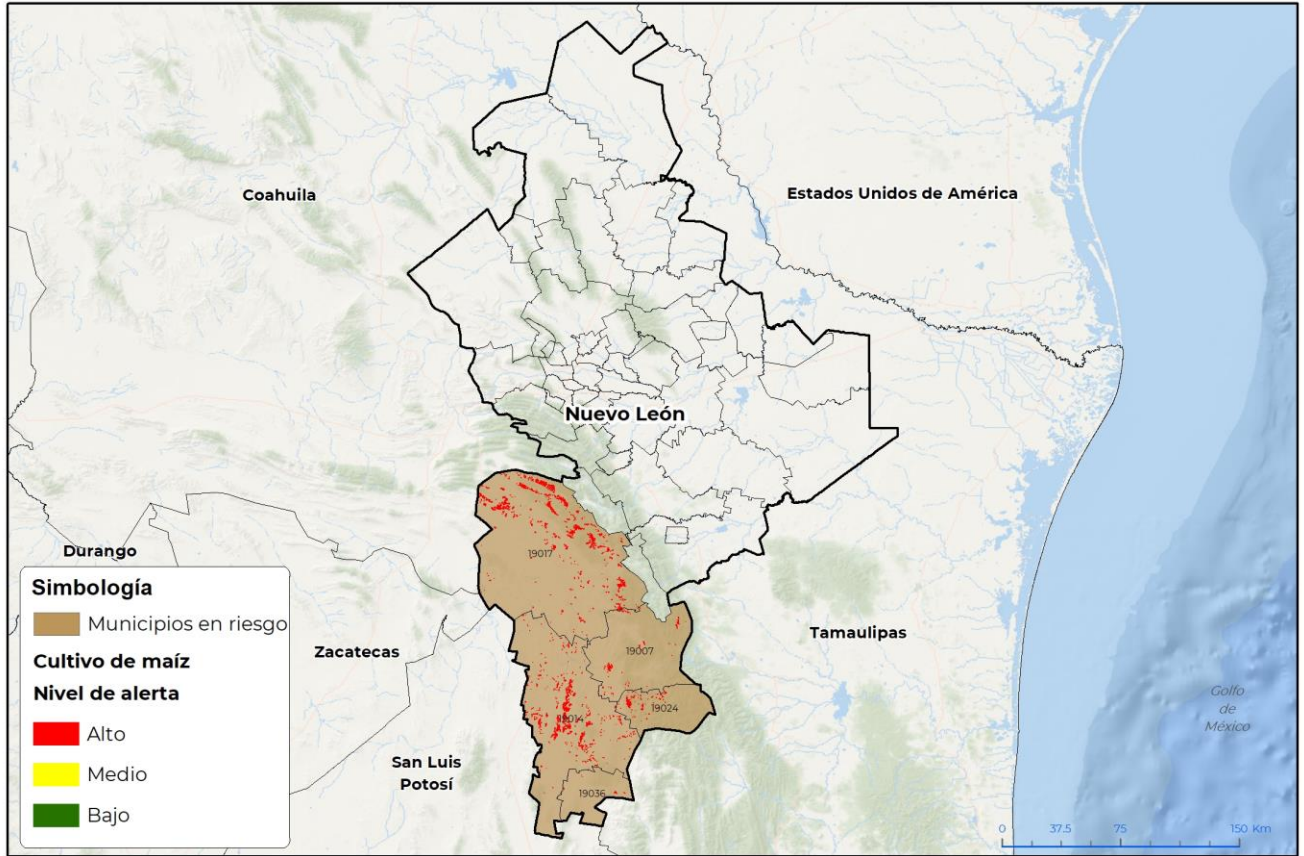 Coahuila
Estados Unidos de América
Nuevo León
Durango
19017
Zacatecas
Tamaulipas
19007
19024
19014
San Luis
Potosí
19036
Golfo
de
México
Simbología
Municipios en riesgo
Cultivo de maíz
Nivel de alerta
Alto
Medio
Bajo
0 37.5 75 150 Km